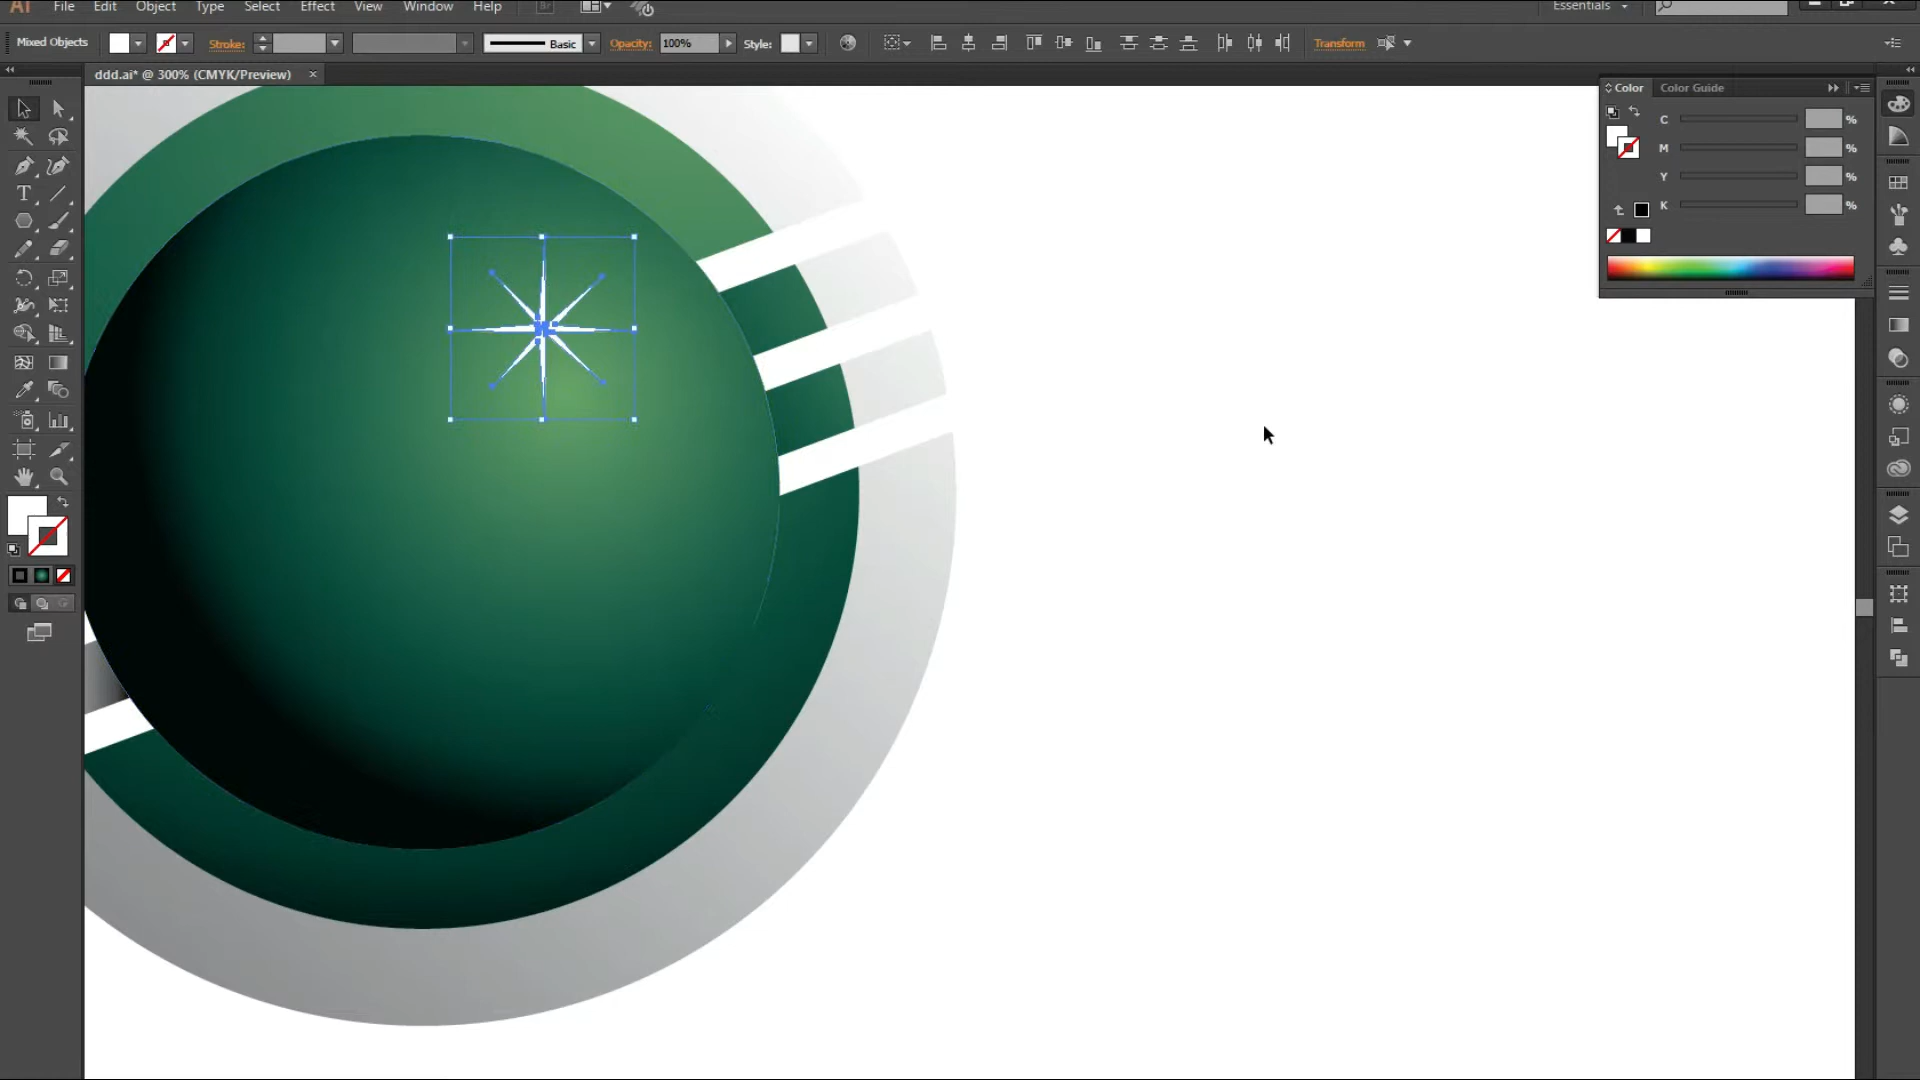 Ai File Edit Object Type Select Effect View Window Help Br Essentials
Mixed Objects Stroke: Basic Opacity: 100% Style: Transform
ddd.ai* @ 300% (CMYK/Preview) ×
Color Color Guide
C %
M %
Y %
K %